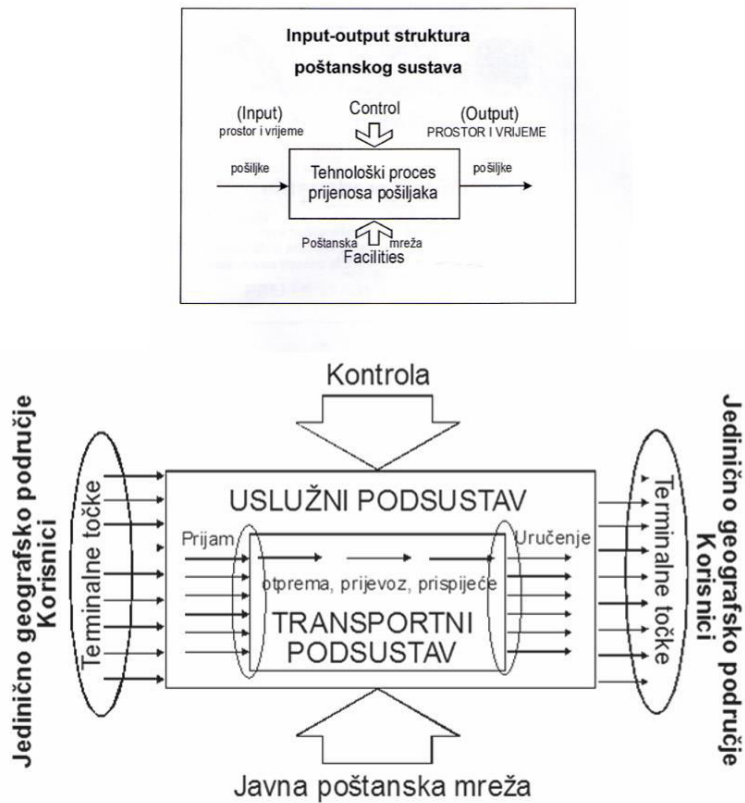 Input-output struktura
poštanskog sustava
(Input)
prostor i vrijeme
Control
(Output)
PROSTOR I VRIJEME
pošiljke
Tehnološki proces
prijenosa pošiljaka
pošiljke
Poštanska mreža
Facilities
Kontrola
Jedinično geografsko područje
Korisnici
Terminalne točke
USLUŽNI PODSUSTAV
Prijam
Uručenje
otprema, prijevoz, prispijeće
TRANSPORTNI
PODSUSTAV
Terminalne točke
Jedinično geografsko područje
Korisnici
Javna poštanska mreža